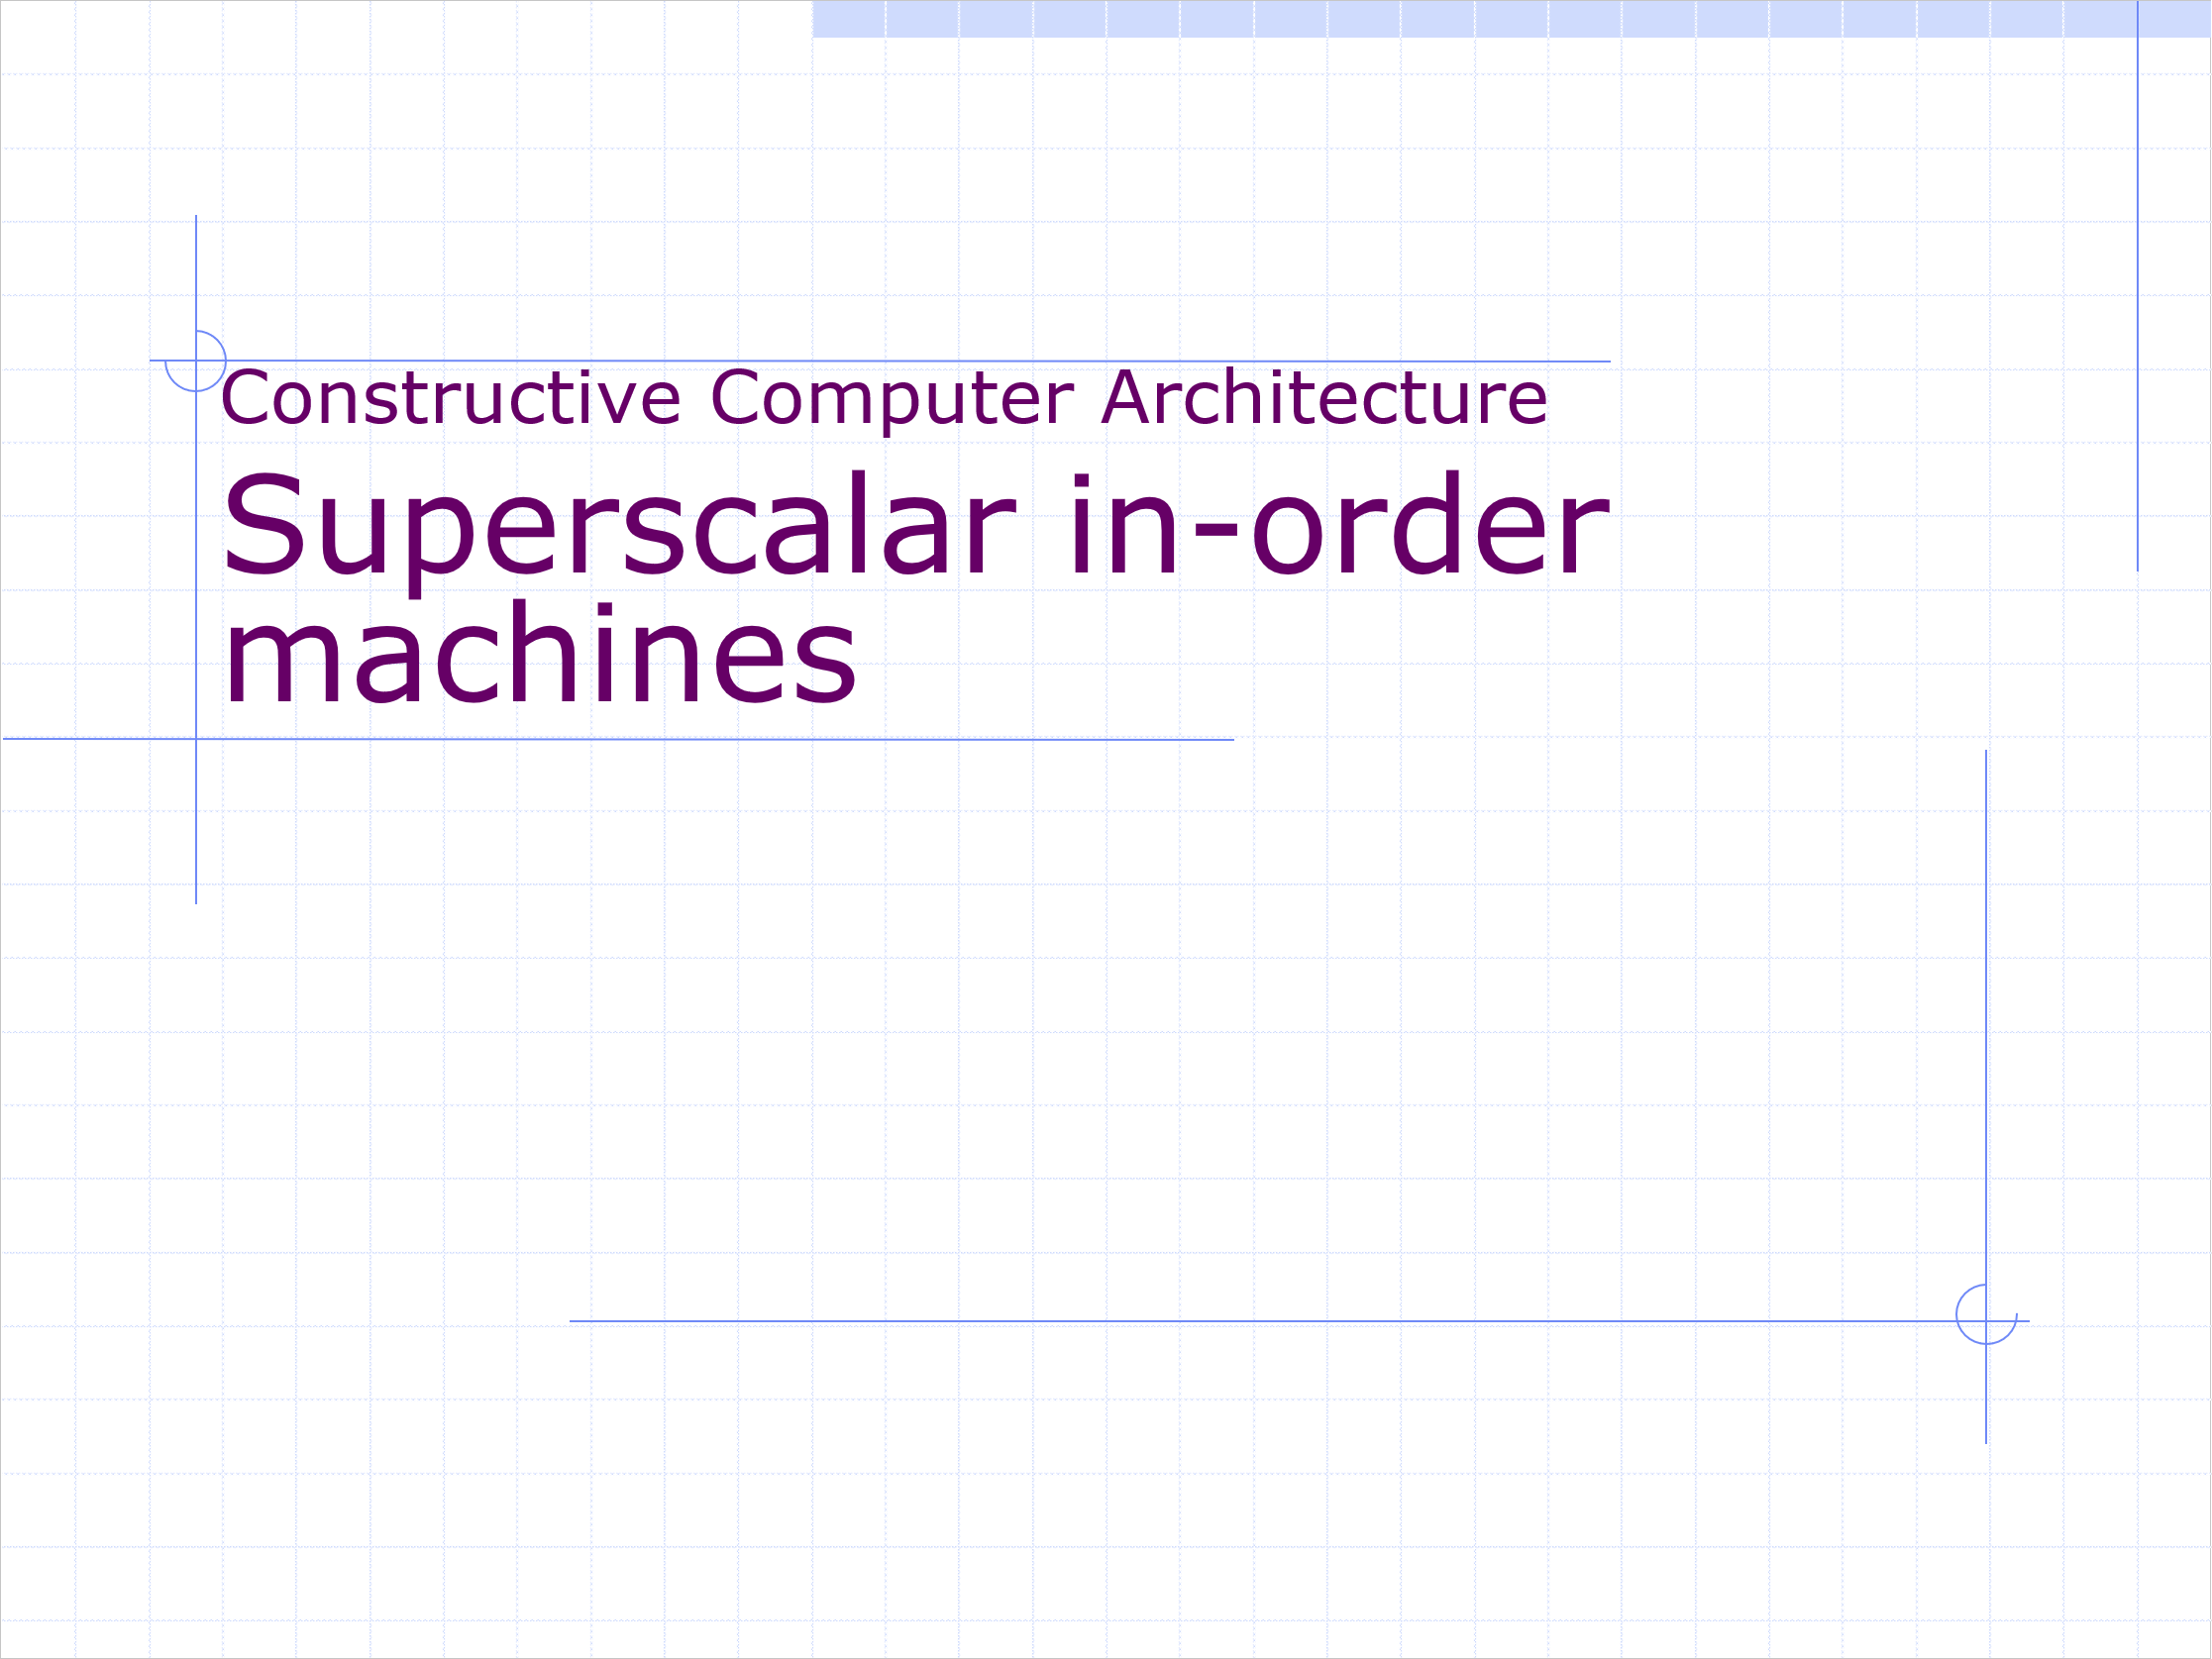 Constructive Computer Architecture
Superscalar in-order
machines